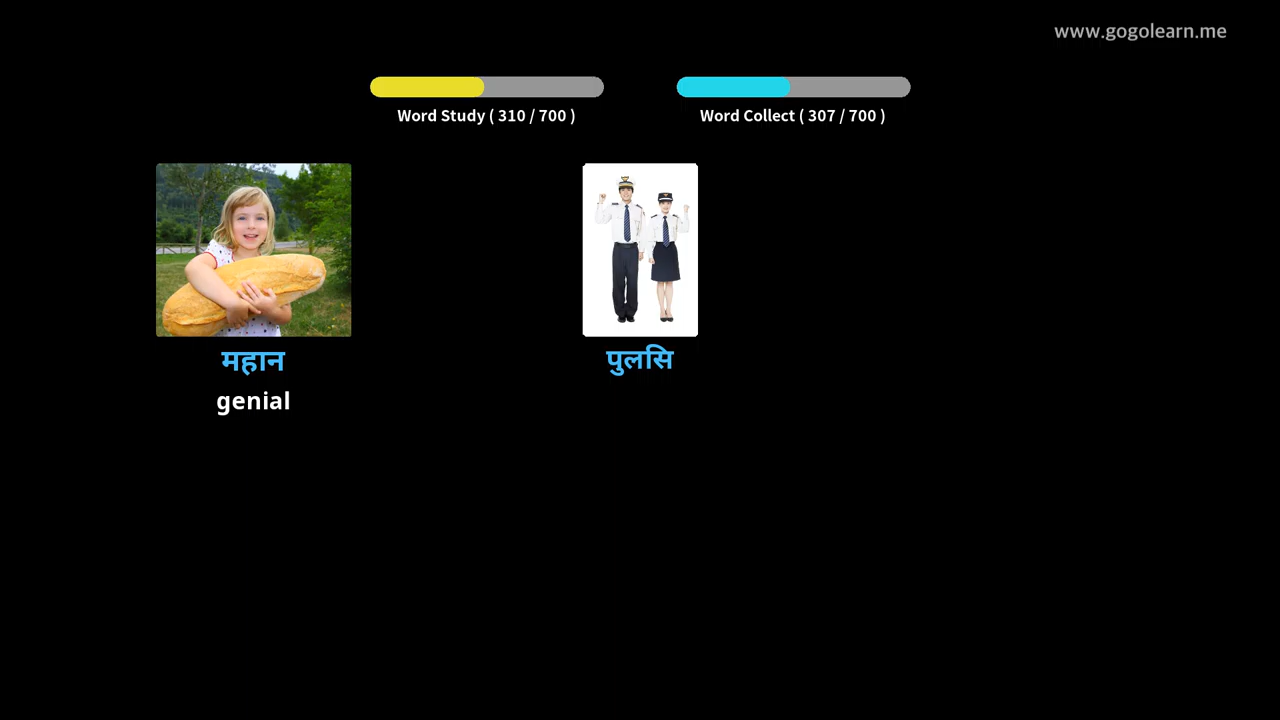 www.gogolearn.me
Word Study ( 310 / 700 )
Word Collect ( 307 / 700 )
महान
पुलसि
genial